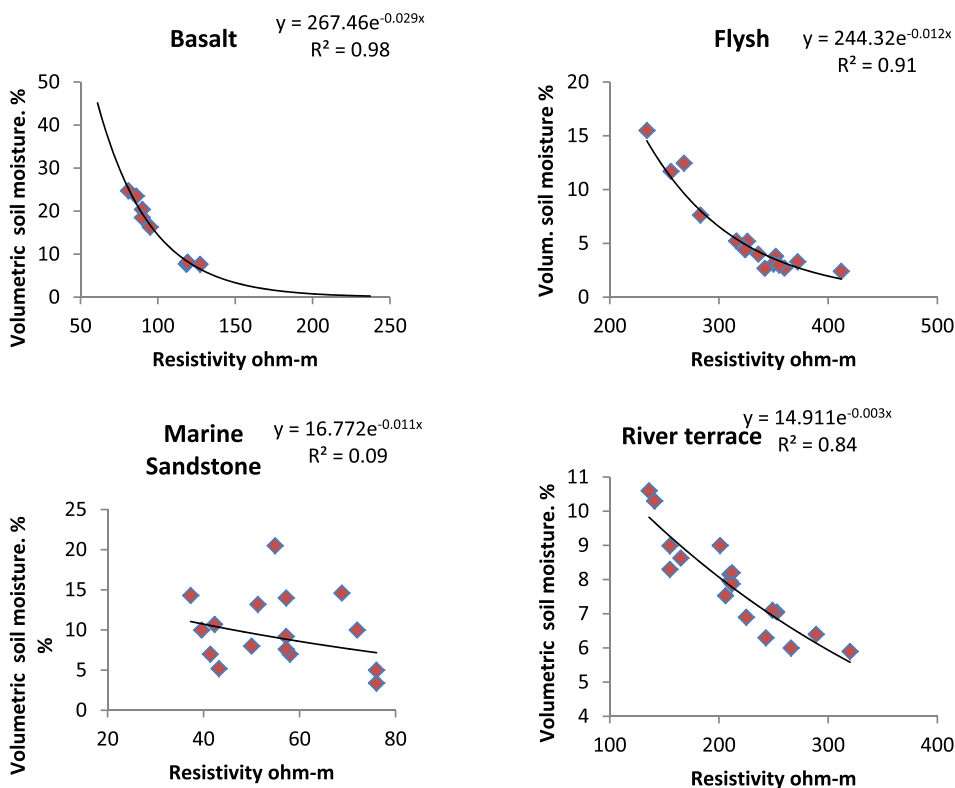 Basalt
y = 267.46e^-0.029x
R² = 0.98
Volumetric soil moisture. %
50
40
30
20
10
0
50 100 150 200 250
Resistivity ohm-m
Flysh
y = 244.32e^-0.012x
R² = 0.91
Volum. soil moisture %
20
15
10
5
0
200 300 400 500
Resistivity ohm-m
Marine
Sandstone
y = 16.772e^-0.011x
R² = 0.09
Volumetric soil moisture. %
%
25
20
15
10
5
0
20 40 60 80
Resistivity ohm-m
River terrace
y = 14.911e^-0.003x
R² = 0.84
Volumetric soil moisture. %
11
10
9
8
7
6
5
4
100 200 300 400
Resistivity ohm-m